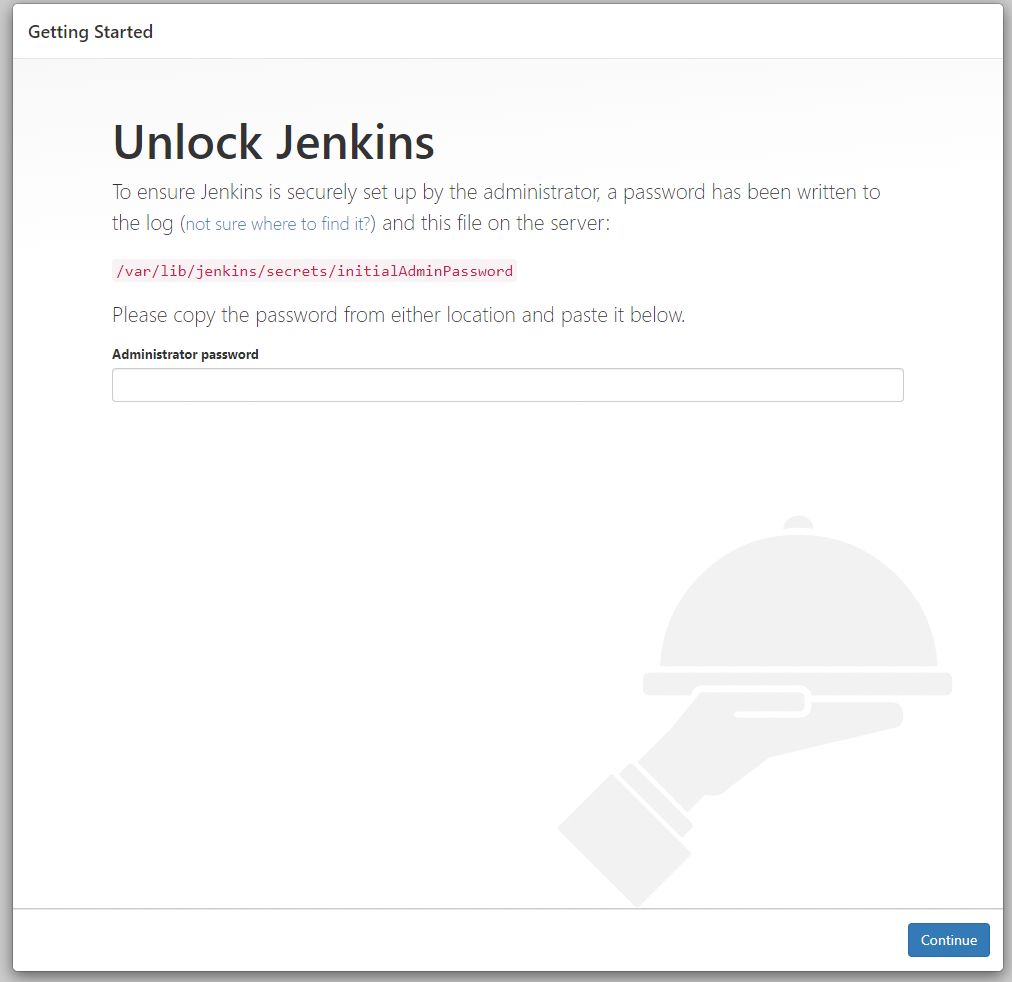 Getting Started
Unlock Jenkins
To ensure Jenkins is securely set up by the administrator, a password has been written to
the log (not sure where to find it?) and this file on the server:
/var/lib/jenkins/secrets/initialAdminPassword
Please copy the password from either location and paste it below.
Administrator password
Continue